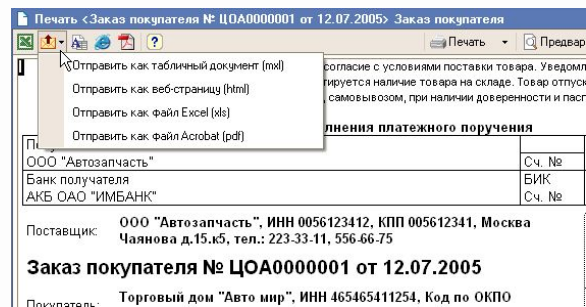 Печать <Заказ покупателя № ЦОА0000001 от 12.07.2005> Заказ покупателя
Печать
Предвар
Отправить как табличный документ (mxl)
Отправить как веб-страницу (html)
Отправить как файл Excel (xls)
Отправить как файл Acrobat (pdf)
согласие с условиями поставки товара. Уведомл
тируется наличие товара на складе. Товар отпуск
самовывозом, при наличии доверенности и пасп
лнения платежного поручения
ООО "Автозапчасть"
Сч. №
Банк получателя
БИК
АКБ ОАО "ИМБАНК"
Сч. №
Поставщик:
ООО "Автозапчасть", ИНН 0056123412, КПП 005612341, Москва
Чаянова д.15.к5, тел.: 223-33-11, 556-66-75
Заказ покупателя № ЦОА0000001 от 12.07.2005
Покупатель:
Торговый дом "Авто мир", ИНН 465465411254, Код по ОКПО